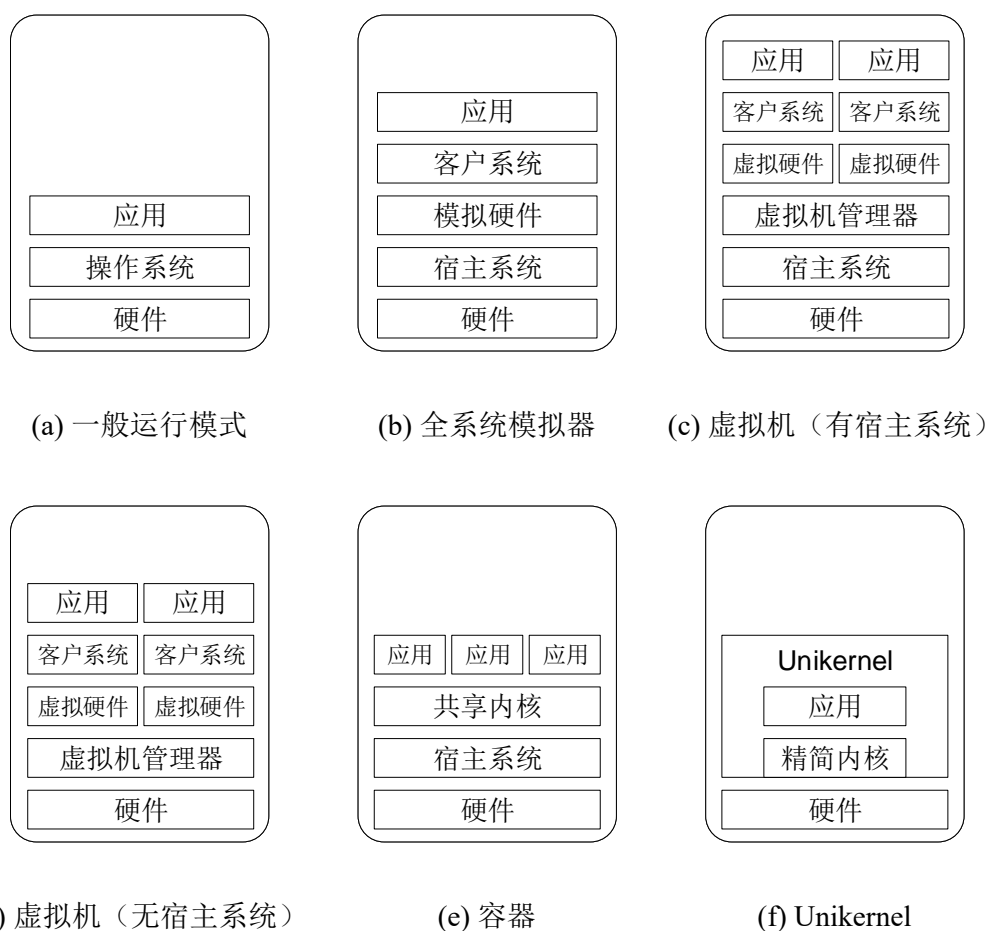 应用
操作系统
硬件
(a) 一般运行模式
应用
客户系统
模拟硬件
宿主系统
硬件
(b) 全系统模拟器
应用 应用
客户系统 客户系统
虚拟硬件 虚拟硬件
虚拟机管理器
宿主系统
硬件
(c) 虚拟机（有宿主系统）
应用 应用
客户系统 客户系统
虚拟硬件 虚拟硬件
虚拟机管理器
硬件
) 虚拟机（无宿主系统）
应用 应用 应用
共享内核
宿主系统
硬件
(e) 容器
Unikernel
应用
精简内核
硬件
(f) Unikernel